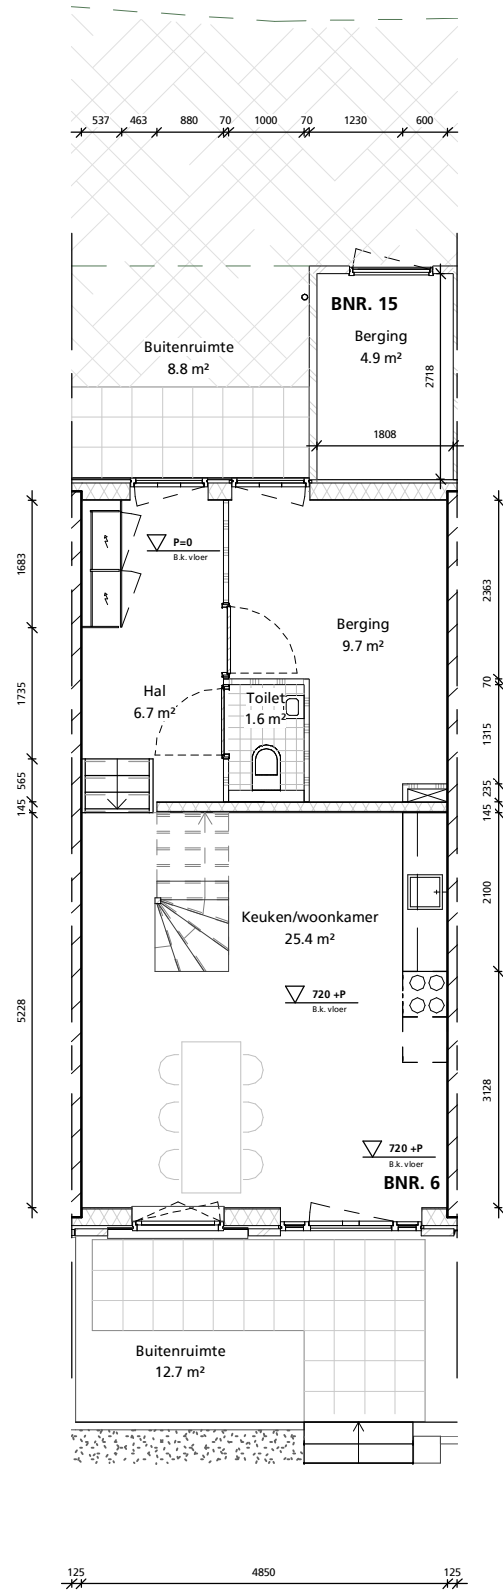 537 463 880 70 1000 70 1230 600
BNR. 15
Berging
4.9 m²
Buitenruimte
8.8 m²
2718
1808
P=0
B.k. vloer
1683
2363
Berging
9.7 m²
Hal
6.7 m²
Toilet
1.6 m²
1735
70
1315
565
235
145
145
2100
Keuken/woonkamer
25.4 m²
720 +P
B.k. vloer
5228
3128
720 +P
B.k. vloer
BNR. 6
Buitenruimte
12.7 m²
125 4850 125